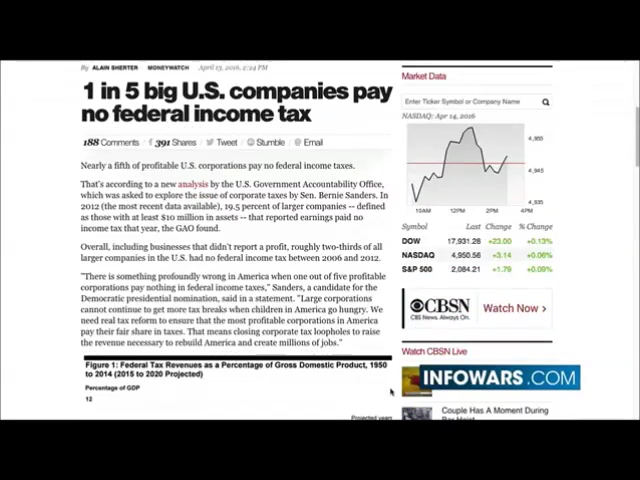 By ALAIN SHERTER MONEYWATCH April 13, 2016, 2:24 PM
1 in 5 big U.S. companies pay
no federal income tax
188 Comments f 391 Shares Tweet Stumble @ Email
Nearly a fifth of profitable U.S. corporations pay no federal income taxes.
That's according to a new analysis by the U.S. Government Accountability Office,
which was asked to explore the issue of corporate taxes by Sen. Bernie Sanders. In
2012 (the most recent data available), 19.5 percent of larger companies -- defined
as those with at least $10 million in assets -- that reported earnings paid no
income tax that year, the GAO found.
Overall, including businesses that didn't report a profit, roughly two-thirds of all
larger companies in the U.S. had no federal income tax between 2006 and 2012.
"There is something profoundly wrong in America when one out of five profitable
corporations pay nothing in federal income taxes," Sanders, a candidate for the
Democratic presidential nomination, said in a statement. "Large corporations
cannot continue to get more tax breaks when children in America go hungry. We
need real tax reform to ensure that the most profitable corporations in America
pay their fair share in taxes. That means closing corporate tax loopholes to raise
the revenue necessary to rebuild America and create millions of jobs."
Figure 1: Federal Tax Revenues as a Percentage of Gross Domestic Product, 1950
to 2014 (2015 to 2020 Projected)
Percentage of GDP
12
Projected years
Market Data
Enter Ticker Symbol or Company Name
NASDAQ: Apr 14, 2016
4,955
4,945
4,935
10AM 12PM 2PM 4PM
Symbol Last Change % Change
DOW 17,931.28 +23.00 +0.13%
NASDAQ 4,950.56 +3.14 +0.06%
S&P 500 2,084.21 +1.79 +0.09%
CBSN Watch Now >
CBS News. Always On.
Watch CBSN Live
INFOWARS.COM
Couple Has A Moment During